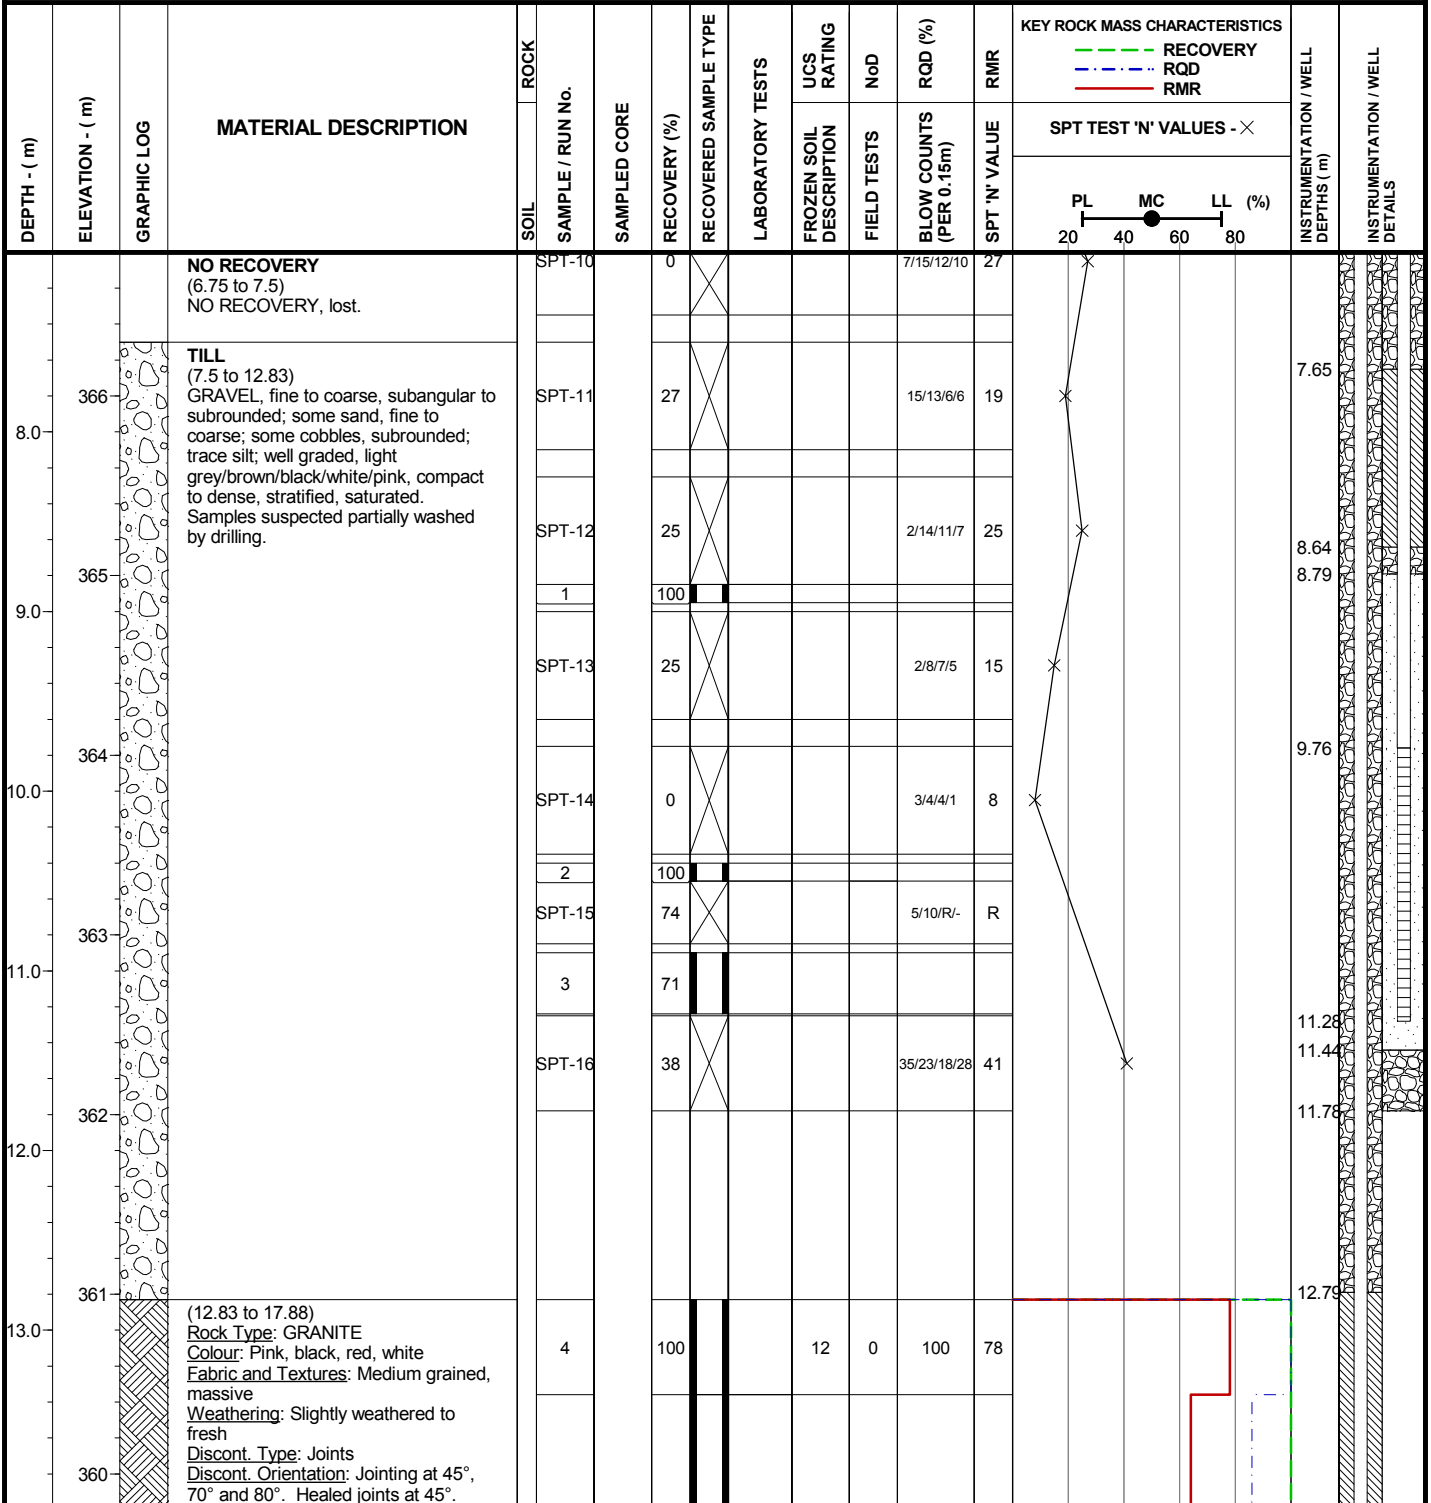 DEPTH - ( m)
ELEVATION - ( m)
GRAPHIC LOG
MATERIAL DESCRIPTION
SOIL
ROCK
SAMPLE / RUN No.
SAMPLED CORE
RECOVERY (%)
RECOVERED SAMPLE TYPE
LABORATORY TESTS
UCS RATING
FROZEN SOIL DESCRIPTION
NoD
FIELD TESTS
RQD (%)
BLOW COUNTS (PER 0.15m)
RMR
SPT 'N' VALUE
KEY ROCK MASS CHARACTERISTICS
RECOVERY
RQD
RMR
SPT TEST 'N' VALUES - ×
PL MC LL (%)
20 40 60 80
INSTRUMENTATION / WELL DEPTHS ( m)
INSTRUMENTATION / WELL DETAILS
NO RECOVERY
(6.75 to 7.5)
NO RECOVERY, lost.
SPT-10 0 7/15/12/10 27
TILL
(7.5 to 12.83)
GRAVEL, fine to coarse, subangular to
subrounded; some sand, fine to
coarse; some cobbles, subrounded;
trace silt; well graded, light
grey/brown/black/white/pink, compact
to dense, stratified, saturated.
Samples suspected partially washed
by drilling.
7.65
366
SPT-11 27 15/13/6/6 19
8.0
SPT-12 25 2/14/11/7 25
8.64
365
8.79
1 100
9.0
SPT-13 25 2/8/7/5 15
364
9.76
10.0
SPT-14 0 3/4/4/1 8
2 100
SPT-15 74 5/10/R/- R
363
11.0
3 71
11.28
11.44
SPT-16 38 35/23/18/28 41
362
11.78
12.0
361
12.79
13.0
(12.83 to 17.88)
Rock Type: GRANITE
Colour: Pink, black, red, white
Fabric and Textures: Medium grained,
massive
Weathering: Slightly weathered to
fresh
Discont. Type: Joints
Discont. Orientation: Jointing at 45°,
70° and 80°. Healed joints at 45°.
4 100 12 0 100 78
360